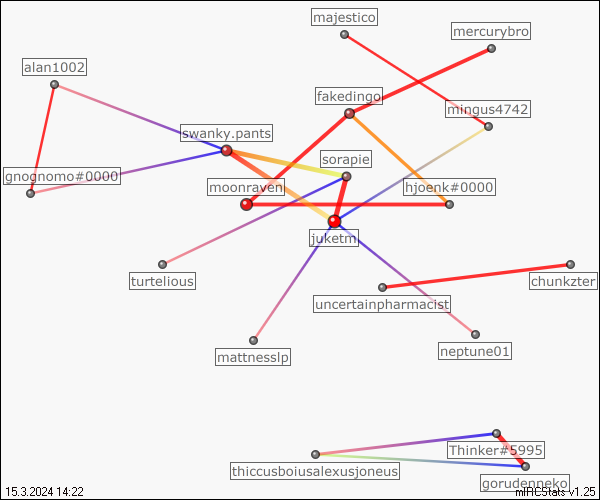 majestico
mercurybro
alan1002
fakedingo
mingus4742
swanky.pants
sorapie
gnognomo#0000
moonraven
hjoenk#0000
juketm
turtelious
chunkzter
uncertainpharmacist
mattnesslp
neptune01
Thinker#5995
thiccusboiusalexusjoneus
gorudenneko
15.3.2024 14:22
mIRCStats v1.25